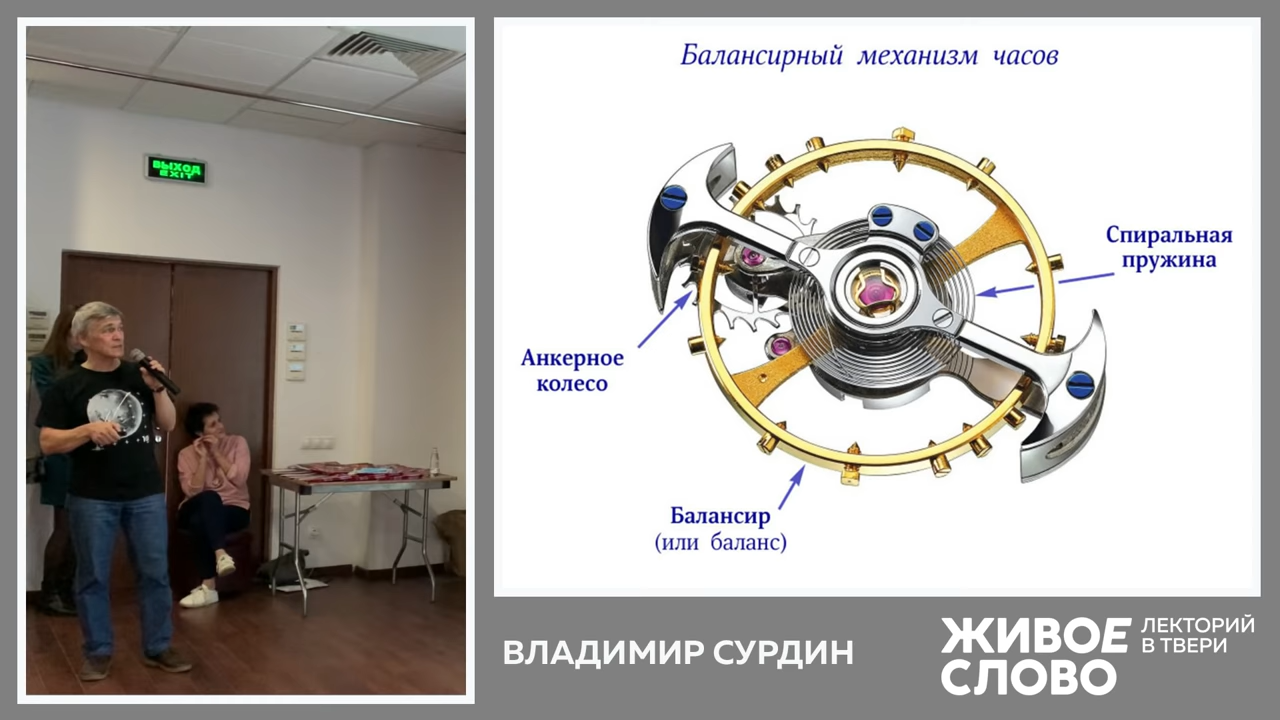 ВЫХОД
EXIT
Балансирный механизм часов
Спиральная
пружина
Анкерное
колесо
Балансир
(или баланс)
ВЛАДИМИР СУРДИН
ЖИВОЕ
СЛОВО
ЛЕКТОРИЙ
В ТВЕРИ